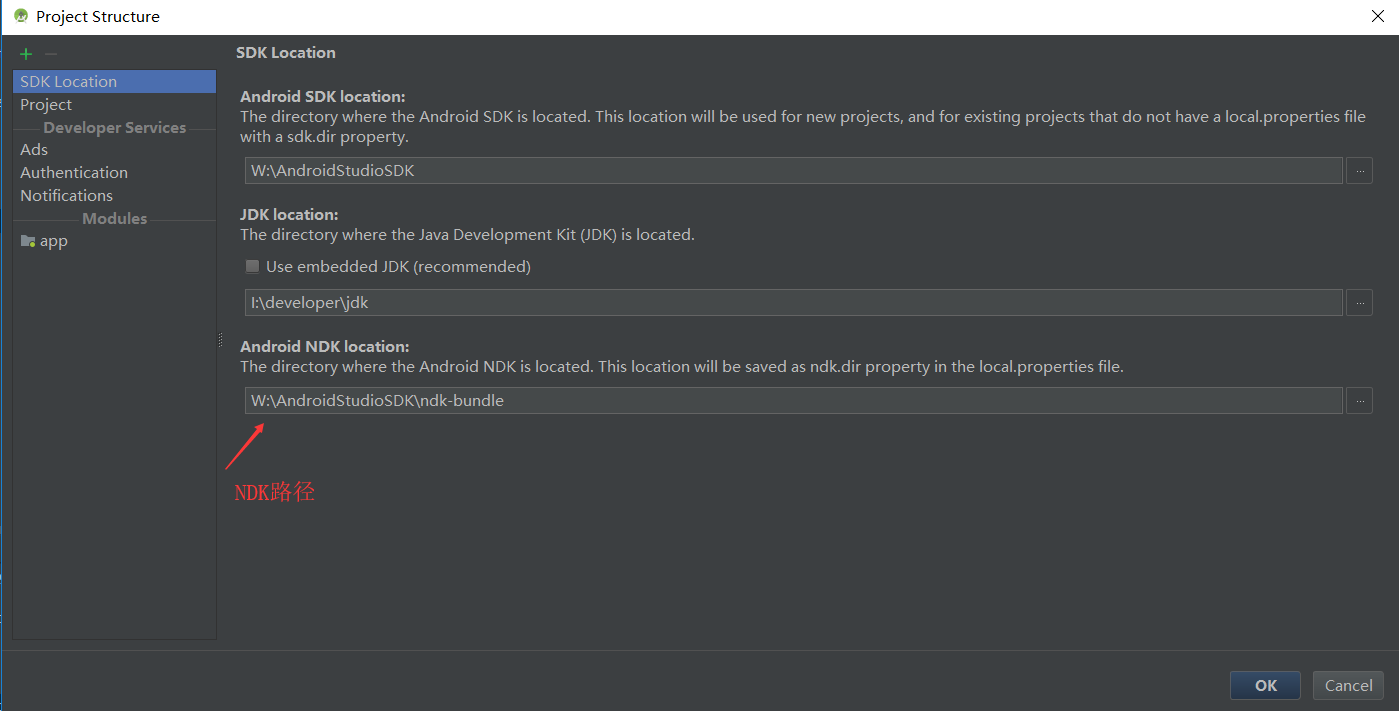 Project Structure
SDK Location
Project
Developer Services
Ads
Authentication
Notifications
Modules
app
SDK Location
Android SDK location:
The directory where the Android SDK is located. This location will be used for new projects, and for existing projects that do not have a local.properties file
with a sdk.dir property.
W:\AndroidStudioSDK
...
JDK location:
The directory where the Java Development Kit (JDK) is located.
Use embedded JDK (recommended)
I:\developer\jdk
...
Android NDK location:
The directory where the Android NDK is located. This location will be saved as ndk.dir property in the local.properties file.
W:\AndroidStudioSDK\ndk-bundle
...
NDK路径
OK
Cancel